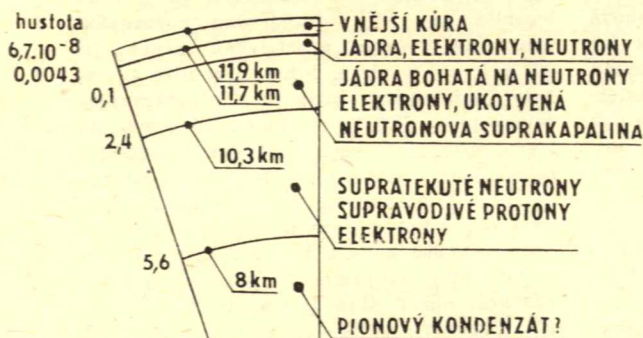 hustota
6,7.10⁻⁸
0,0043
0,1
2,4
5,6
11,9 km
11,7 km
10,3 km
8 km
VNĚJŠÍ KŮRA
JÁDRA, ELEKTRONY, NEUTRONY
JÁDRA BOHATÁ NA NEUTRONY
ELEKTRONY, UKOTVENÁ
NEUTRONOVA SUPRAKAPALINA
SUPRATEKUTÉ NEUTRONY
SUPRAVODIVÉ PROTONY
ELEKTRONY
PIONOVÝ KONDENZÁT?